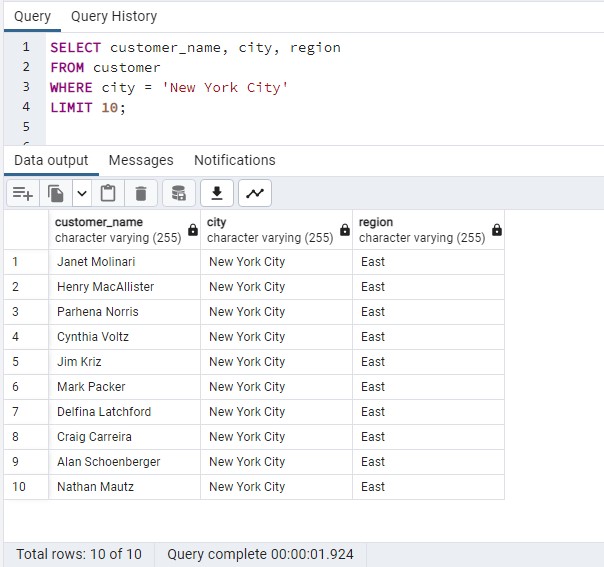 Query Query History
1 SELECT customer_name, city, region
2 FROM customer
3 WHERE city = 'New York City'
4 LIMIT 10;
5
Data output Messages Notifications
customer_name city region
character varying (255) character varying (255) character varying (255)
1 Janet Molinari New York City East
2 Henry MacAllister New York City East
3 Parhena Norris New York City East
4 Cynthia Voltz New York City East
5 Jim Kriz New York City East
6 Mark Packer New York City East
7 Delfina Latchford New York City East
8 Craig Carreira New York City East
9 Alan Schoenberger New York City East
10 Nathan Mautz New York City East
Total rows: 10 of 10 Query complete 00:00:01.924